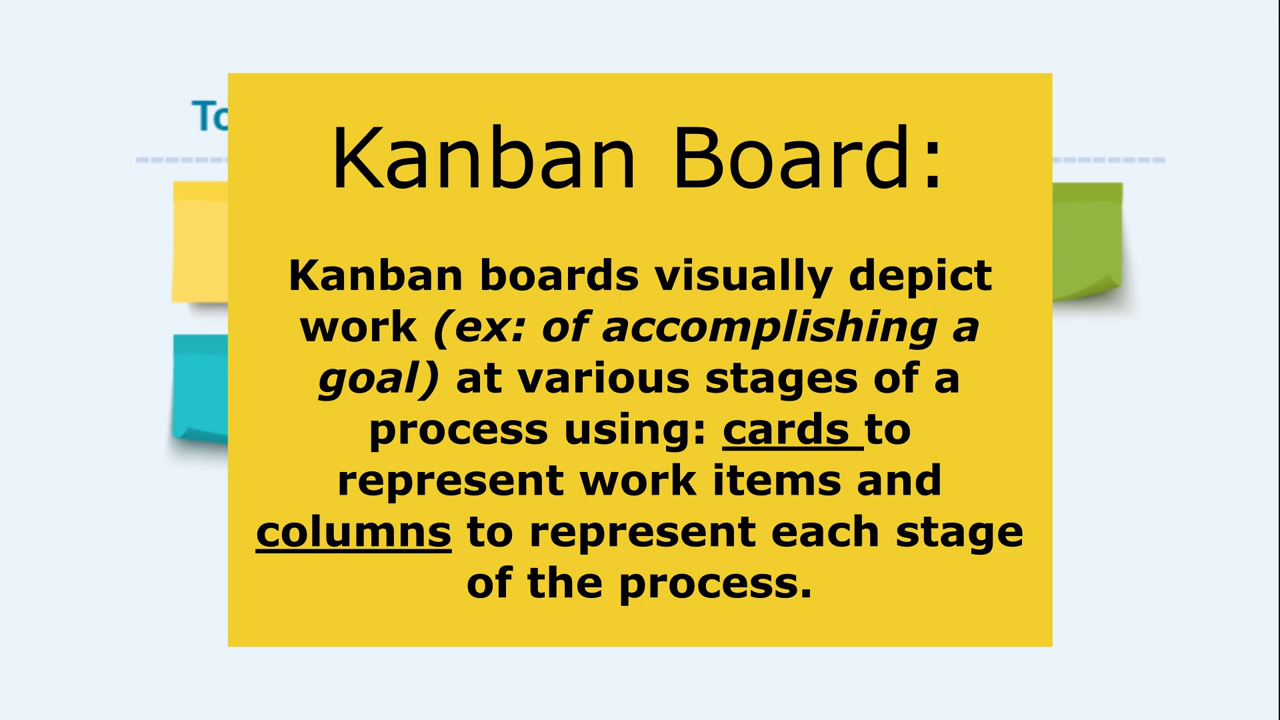 Kanban Board:
Kanban boards visually depict
work (ex: of accomplishing a
goal) at various stages of a
process using: cards to
represent work items and
columns to represent each stage
of the process.